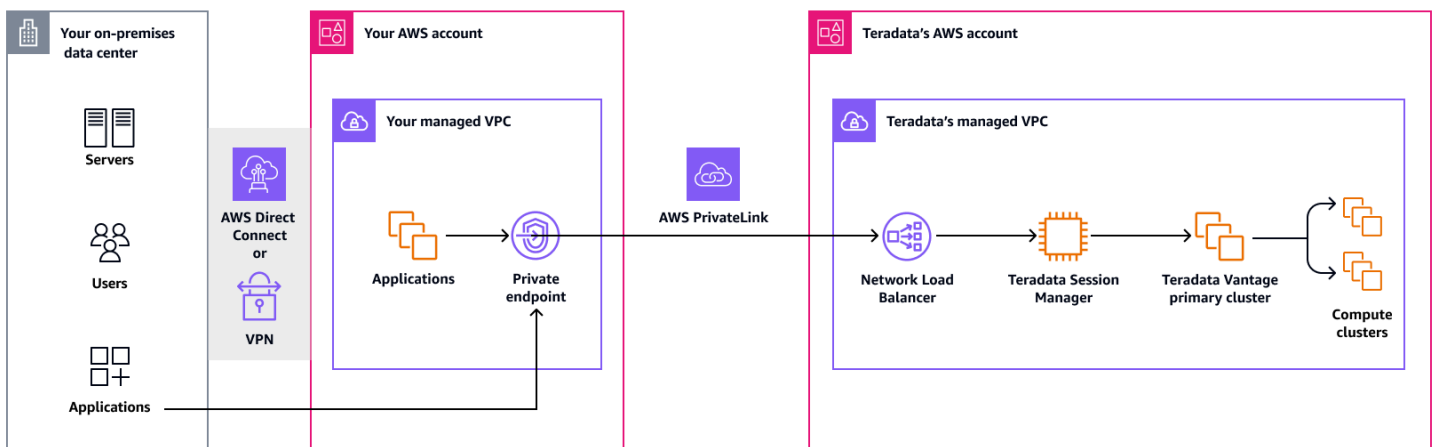 Your on-premises
data center
Servers
Users
Applications
AWS Direct
Connect
or
VPN
Your AWS account
Your managed VPC
Applications
Private
endpoint
AWS PrivateLink
Teradata's AWS account
Teradata's managed VPC
Network Load
Balancer
Teradata Session
Manager
Teradata Vantage
primary cluster
Compute
clusters